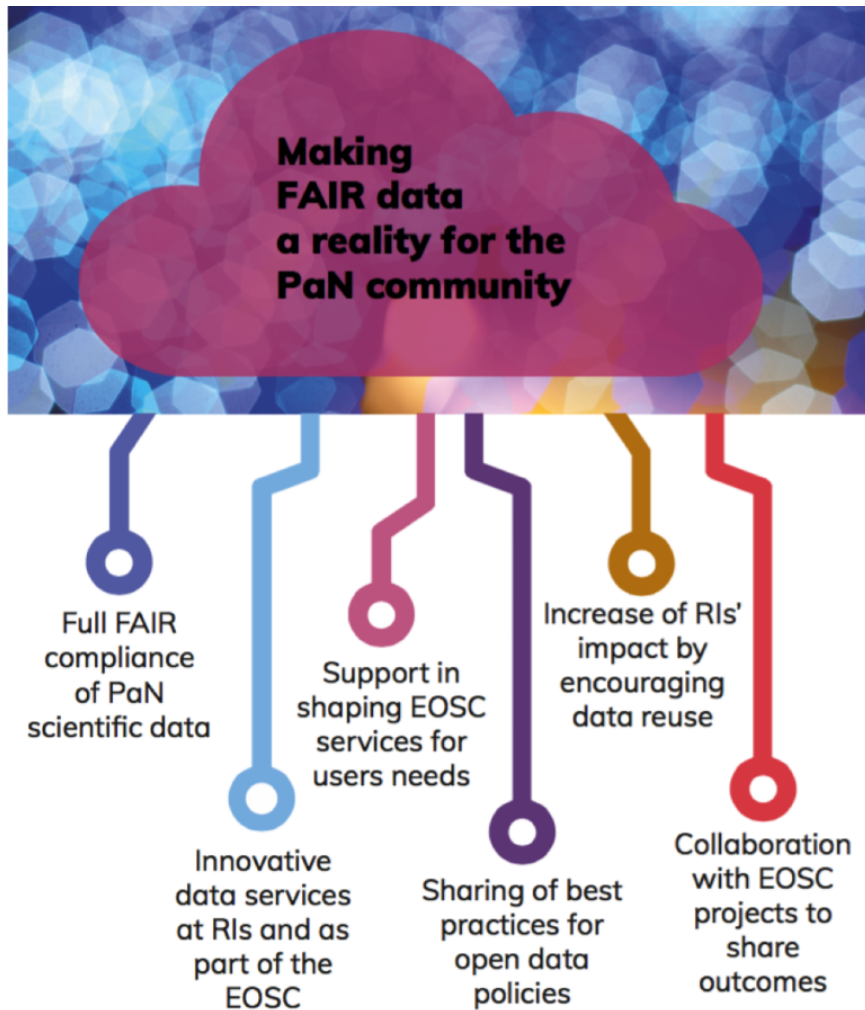 Making
FAIR data
a reality for the
PaN community
Full FAIR
compliance
of PaN
scientific data
Innovative
data services
at RIs and as
part of the
EOSC
Support in
shaping EOSC
services for
users needs
Sharing of best
practices for
open data
policies
Increase of RIs'
impact by
encouraging
data reuse
Collaboration
with EOSC
projects to
share
outcomes